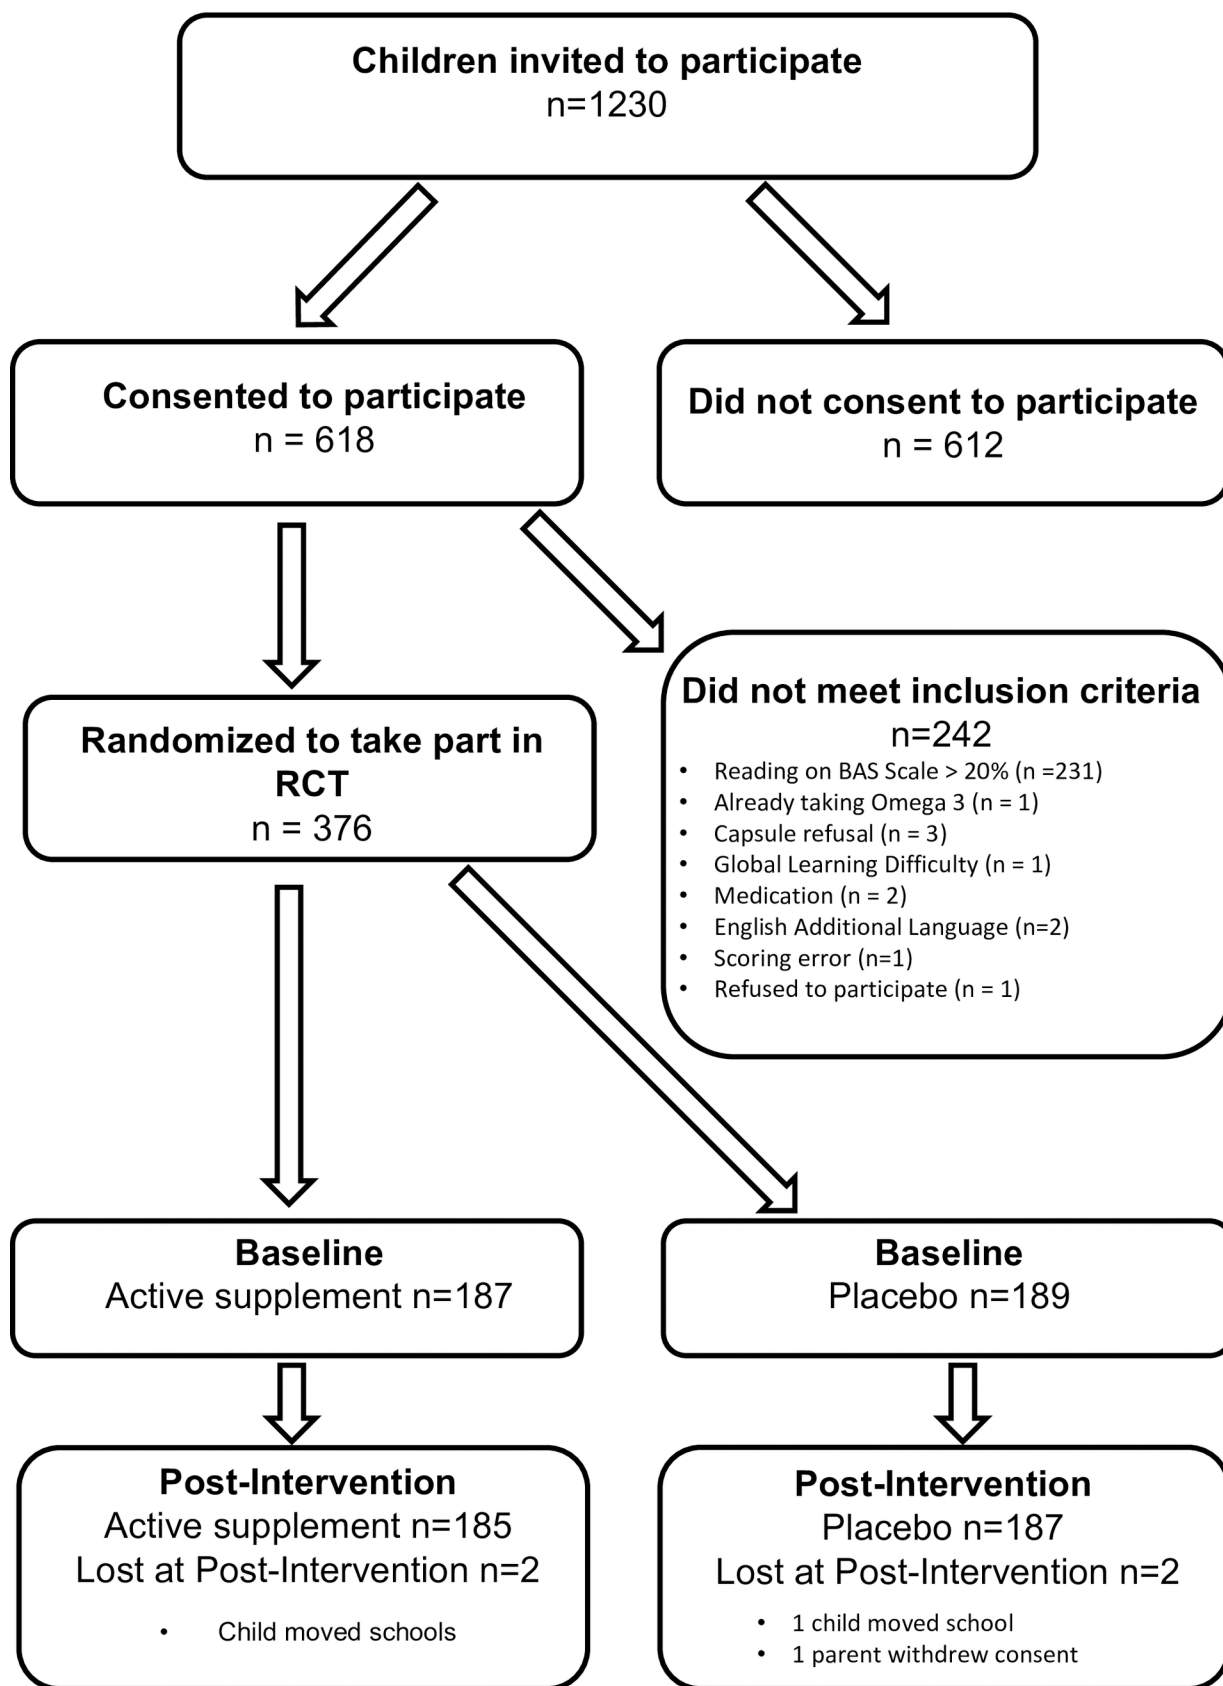 Children invited to participate
n=1230
Consented to participate
n = 618
Did not consent to participate
n = 612
Did not meet inclusion criteria
n=242
• Reading on BAS Scale > 20% (n =231)
• Already taking Omega 3 (n = 1)
• Capsule refusal (n = 3)
• Global Learning Difficulty (n = 1)
• Medication (n = 2)
• English Additional Language (n=2)
• Scoring error (n=1)
• Refused to participate (n = 1)
Randomized to take part in
RCT
n = 376
Baseline
Active supplement n=187
Baseline
Placebo n=189
Post-Intervention
Active supplement n=185
Lost at Post-Intervention n=2
• Child moved schools
Post-Intervention
Placebo n=187
Lost at Post-Intervention n=2
• 1 child moved school
• 1 parent withdrew consent